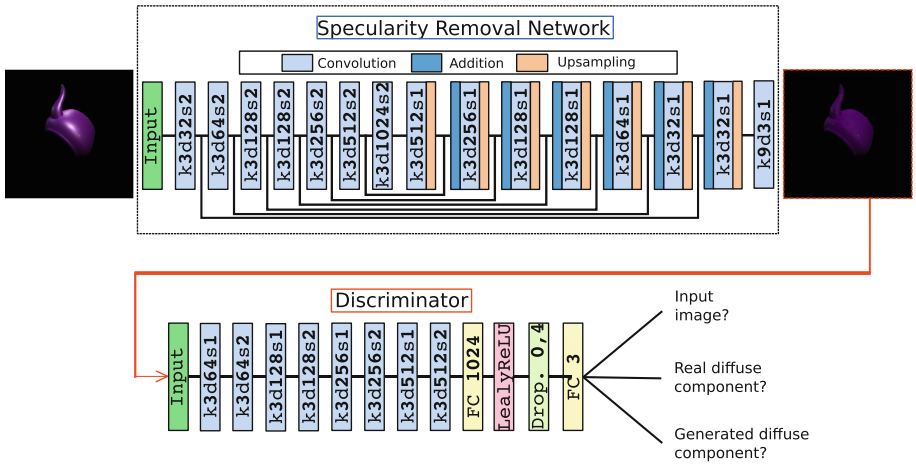 Specularity Removal Network
Convolution Addition Upsampling
Input
k3d32s2
k3d64s2
k3d128s2
k3d128s2
k3d256s2
k3d512s2
k3d1024s2
k3d512s1
k3d256s1
k3d128s1
k3d128s1
k3d64s1
k3d32s1
k3d32s1
k9d3s1
Discriminator
Input
k3d64s1
k3d64s2
k3d128s1
k3d128s2
k3d256s1
k3d256s2
k3d512s1
k3d512s2
FC 1024
LealyReLU
Drop. 0,4
FC 3
Input
image?
Real diffuse
component?
Generated diffuse
component?